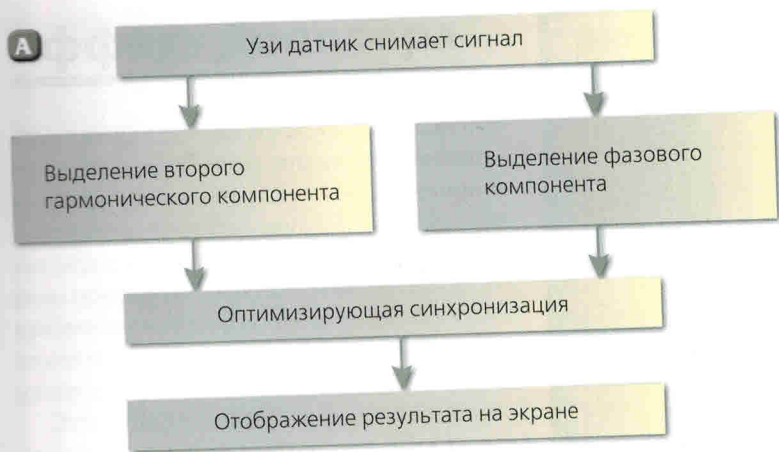 А
Узи датчик снимает сигнал
Выделение второго
гармонического компонента
Выделение фазового
компонента
Оптимизирующая синхронизация
Отображение результата на экране